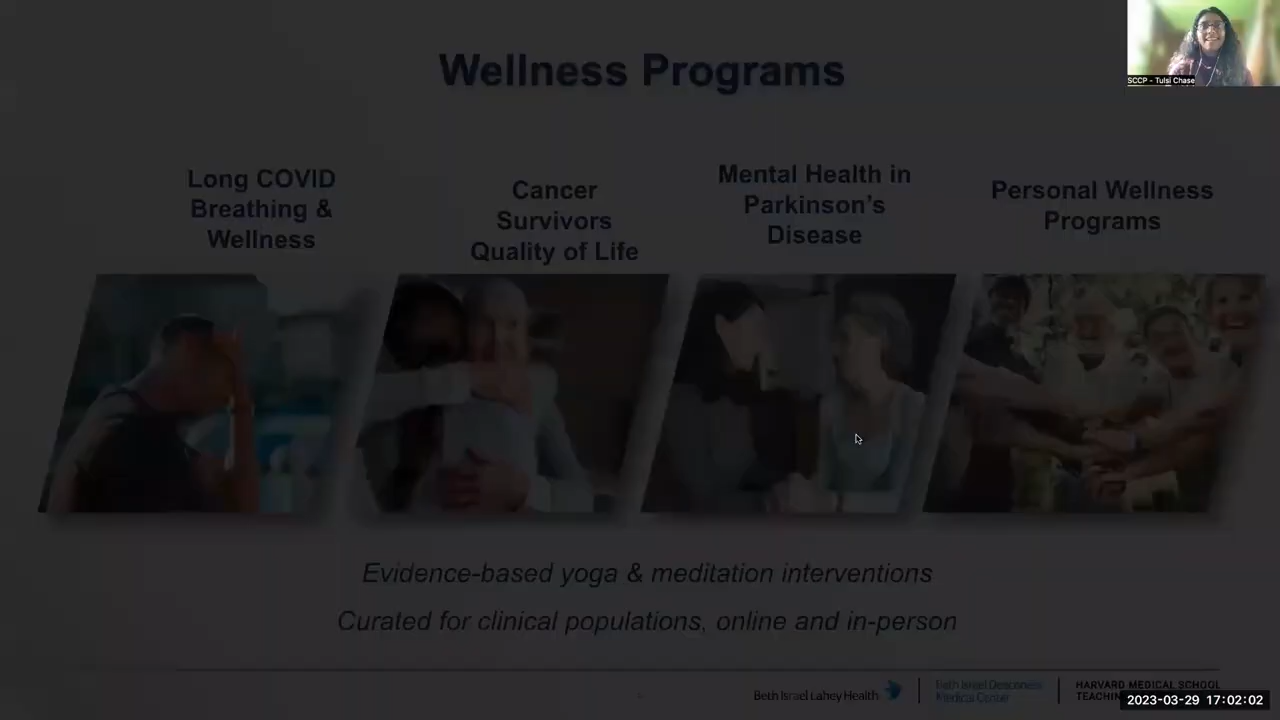 SCCP - Tulsi Chase
Wellness Programs
Long COVID
Breathing &
Wellness
Cancer
Survivors
Quality of Life
Mental Health in
Parkinson's
Disease
Personal Wellness
Programs
Evidence-based yoga & meditation interventions
Curated for clinical populations, online and in-person
Beth Israel Lahey Health
Beth Israel Deaconess
Medical Center
HARVARD MEDICAL SCHOOL
2023-03-29 17:02:02